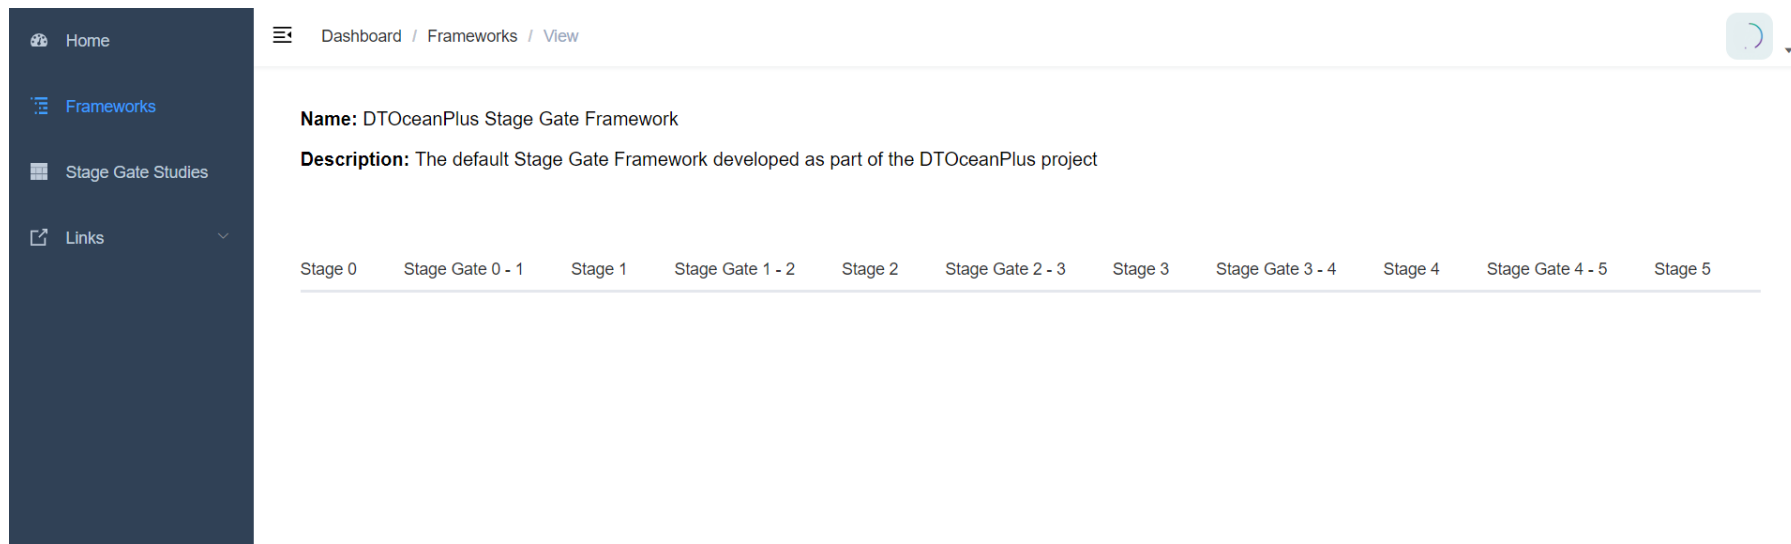 Home
Frameworks
Stage Gate Studies
Links
Dashboard / Frameworks / View
Name: DTOceanPlus Stage Gate Framework
Description: The default Stage Gate Framework developed as part of the DTOceanPlus project
Stage 0 Stage Gate 0 - 1 Stage 1 Stage Gate 1 - 2 Stage 2 Stage Gate 2 - 3 Stage 3 Stage Gate 3 - 4 Stage 4 Stage Gate 4 - 5 Stage 5